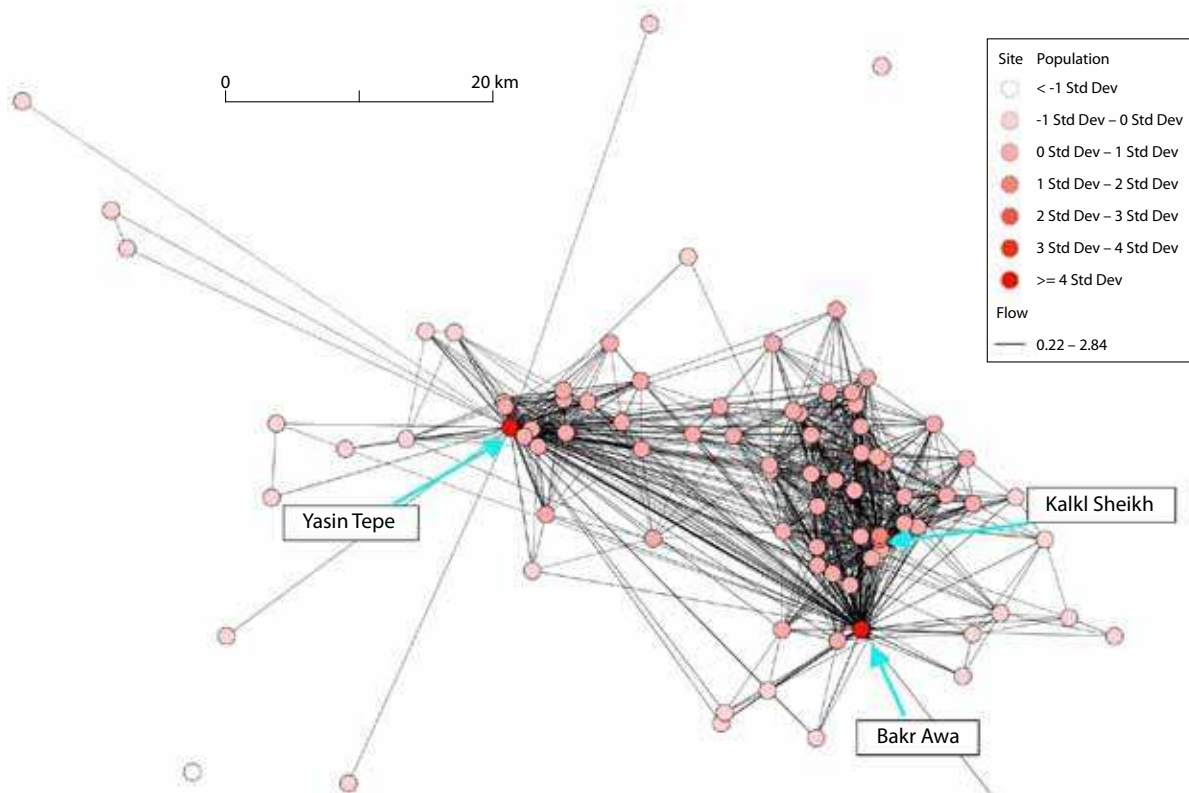 0 20 km
Site Population
< -1 Std Dev
-1 Std Dev – 0 Std Dev
0 Std Dev – 1 Std Dev
1 Std Dev – 2 Std Dev
2 Std Dev – 3 Std Dev
3 Std Dev – 4 Std Dev
>= 4 Std Dev
Flow
0.22 – 2.84
Kalkl Sheikh
Yasin Tepe
Bakr Awa